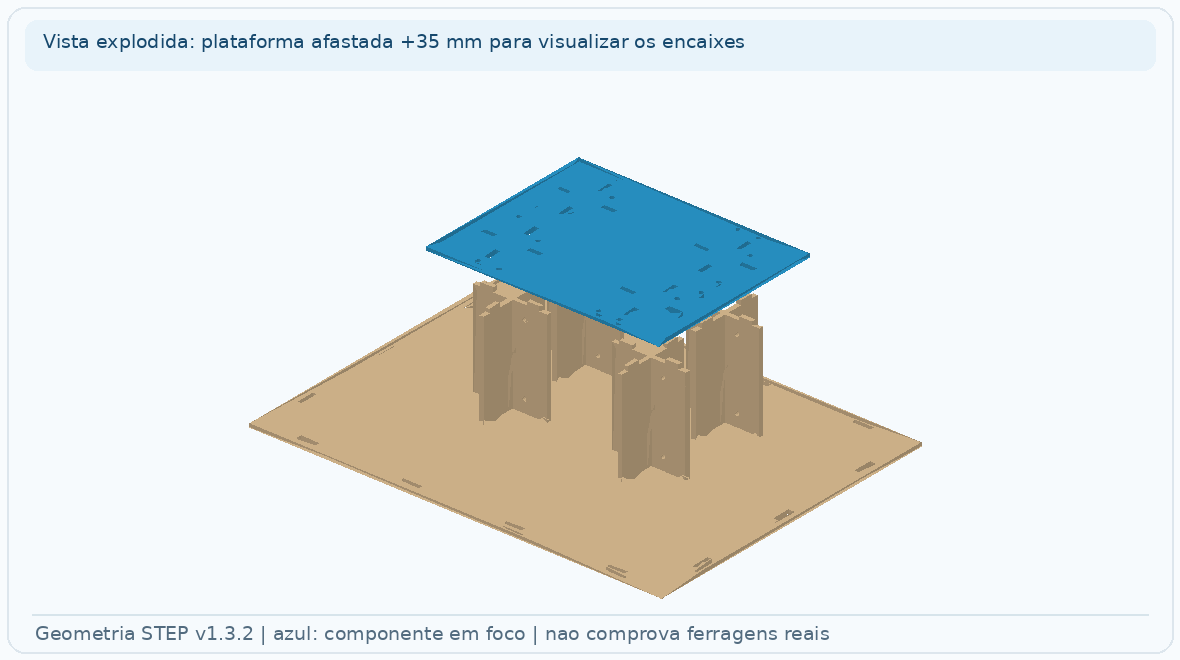 Vista explodida: plataforma afastada +35 mm para visualizar os encaixes
Geometria STEP v1.3.2 | azul: componente em foco | nao comprova ferragens reais